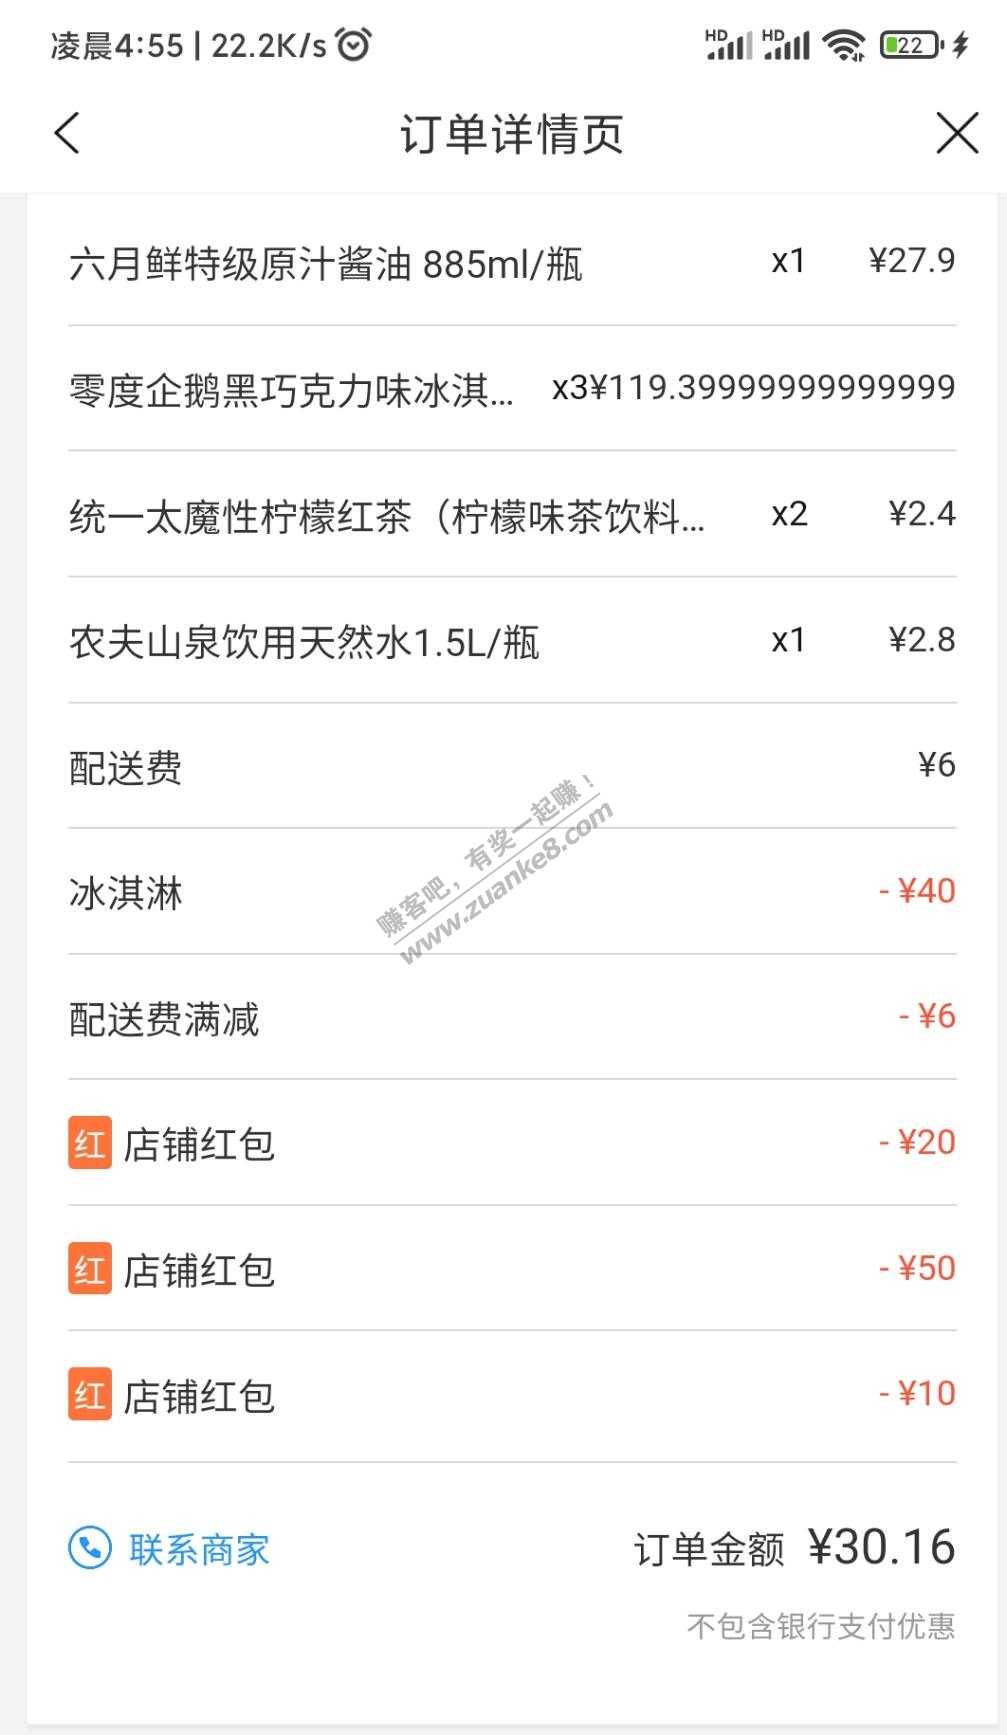 凌晨4:55 | 22.2K/s
HD HD 22
订单详情页
六月鲜特级原汁酱油 885ml/瓶 x1 ¥27.9
零度企鹅黑巧克力味冰淇... x3¥119.39999999999999
统一太魔性柠檬红茶（柠檬味茶饮料... x2 ¥2.4
农夫山泉饮用天然水1.5L/瓶 x1 ¥2.8
配送费 ¥6
赚客吧，有奖一起赚！
www.zuanke8.com
冰淇淋 - ¥40
配送费满减 - ¥6
红 店铺红包 - ¥20
红 店铺红包 - ¥50
红 店铺红包 - ¥10
联系商家 订单金额 ¥30.16
不包含银行支付优惠